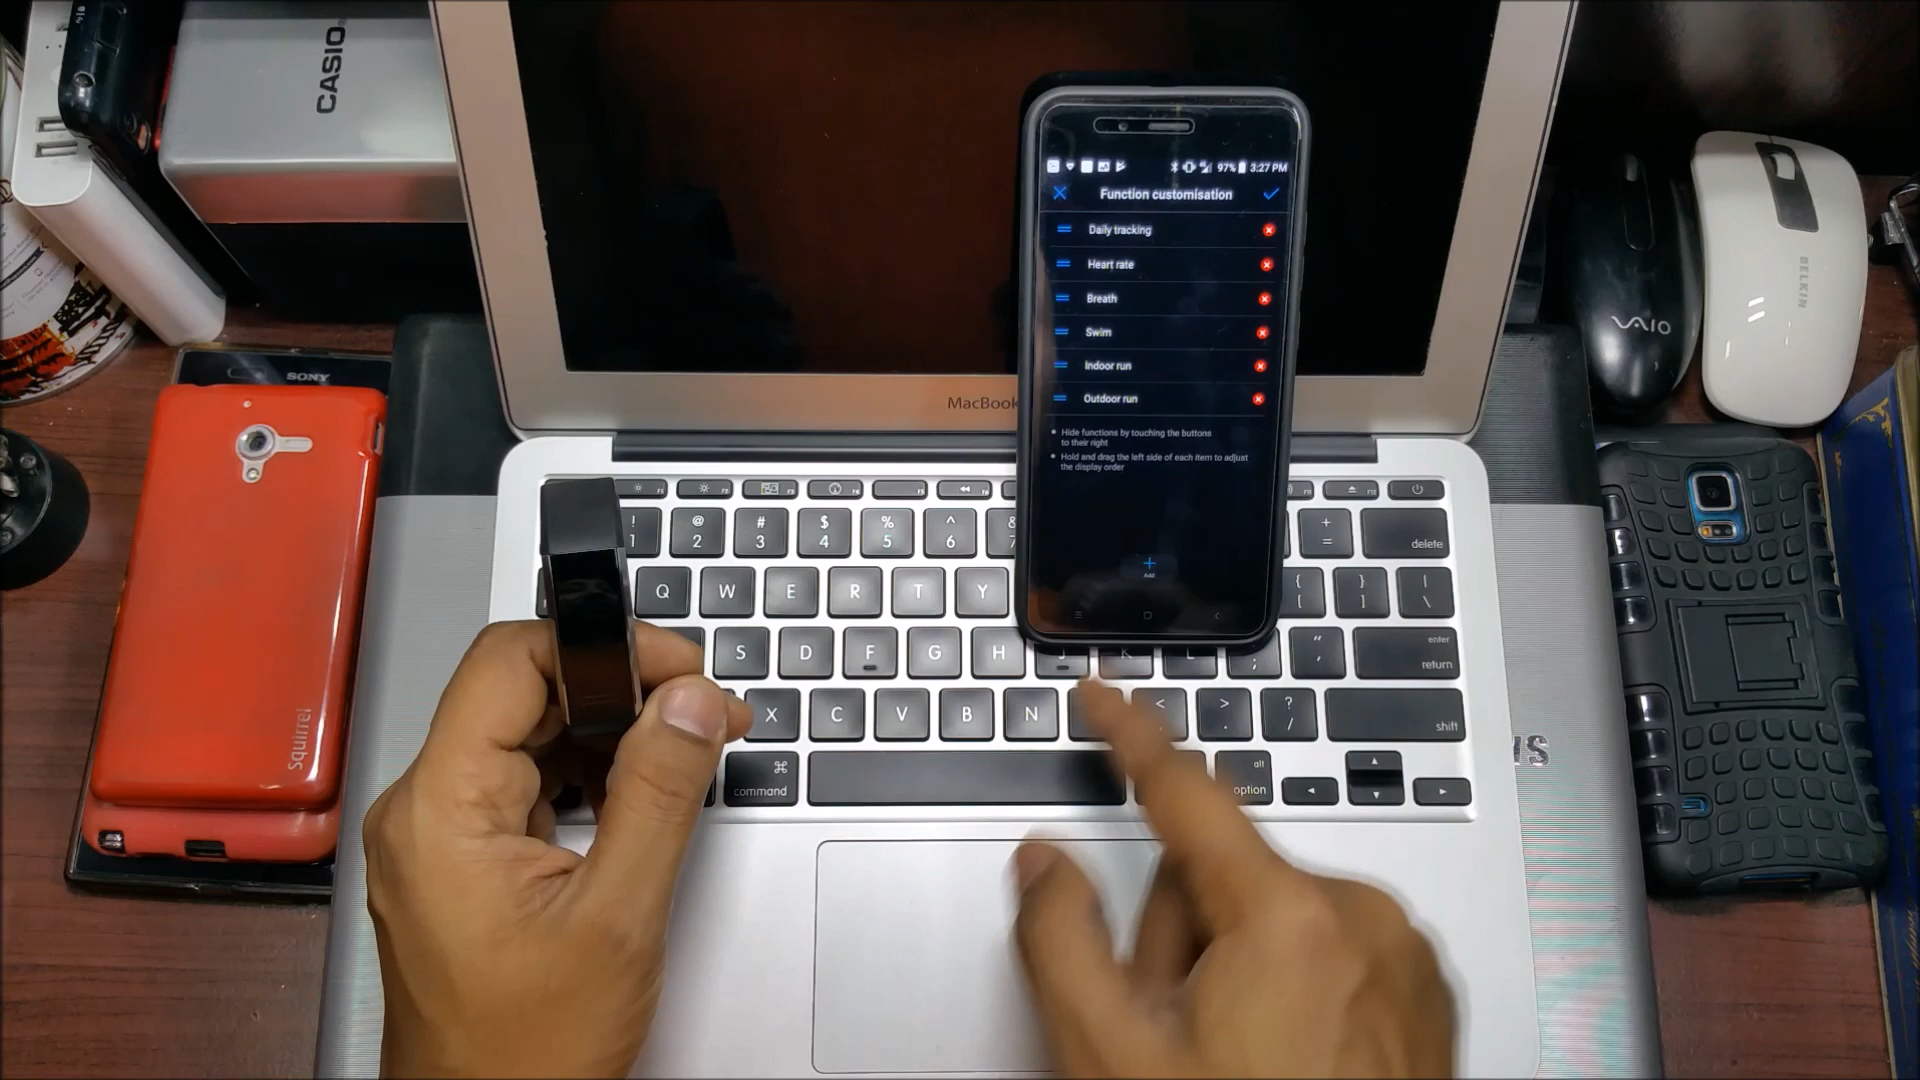 CASIO
SONY
Squirrel
MacBook
97% 3:27 PM
Function customisation
Daily tracking
Heart rate
Breath
Swim
Indoor run
Outdoor run
Hide functions by touching the buttons
to their right
Hold and drag the left side of each item to adjust
the display order
Add
VAIO
BELKIN
! @ # $ % ^ & +
1 2 3 4 5 6 7 = delete
Q W E R T Y { } |
[ ] \
S D F G H J K L : " enter
; ' return
X C V B N < > ? shift
, . /
⌘ alt
command option